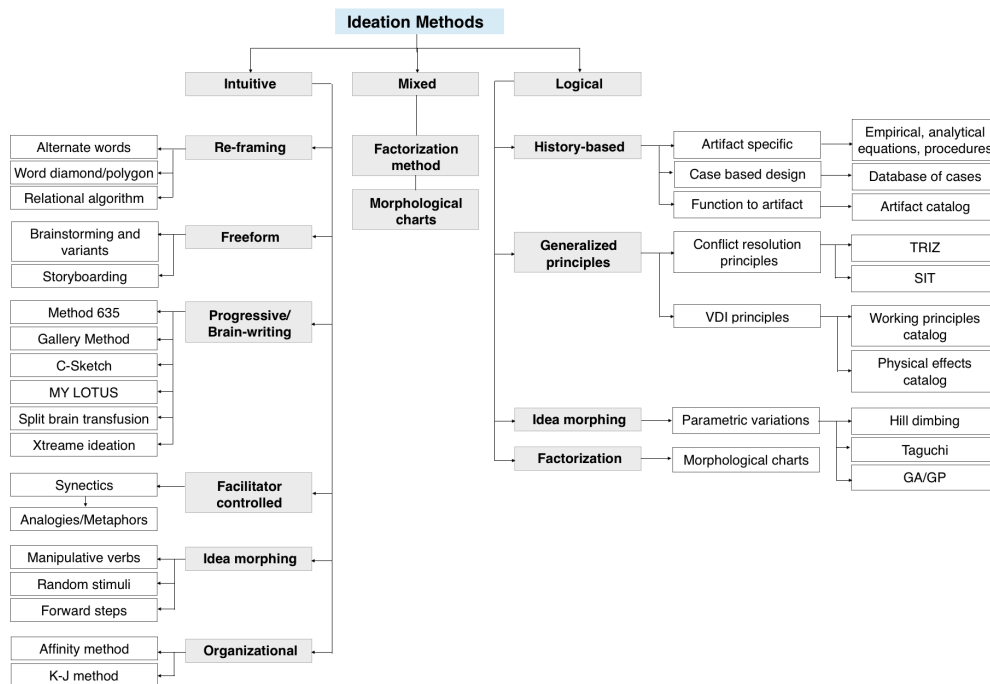 Ideation Methods
Intuitive
Mixed
Logical
Re-framing
Alternate words
Word diamond/polygon
Relational algorithm
Freeform
Brainstorming and
variants
Storyboarding
Progressive/
Brain-writing
Method 635
Gallery Method
C-Sketch
MY LOTUS
Split brain transfusion
Xtreame ideation
Facilitator
controlled
Synectics
Analogies/Metaphors
Idea morphing
Manipulative verbs
Random stimuli
Forward steps
Organizational
Affinity method
K-J method
Factorization
method
Morphological
charts
History-based
Artifact specific
Empirical, analytical
equations, procedures
Case based design
Database of cases
Function to artifact
Artifact catalog
Generalized
principles
Conflict resolution
principles
TRIZ
SIT
VDI principles
Working principles
catalog
Physical effects
catalog
Idea morphing
Parametric variations
Hill dimbing
Taguchi
GA/GP
Factorization
Morphological charts